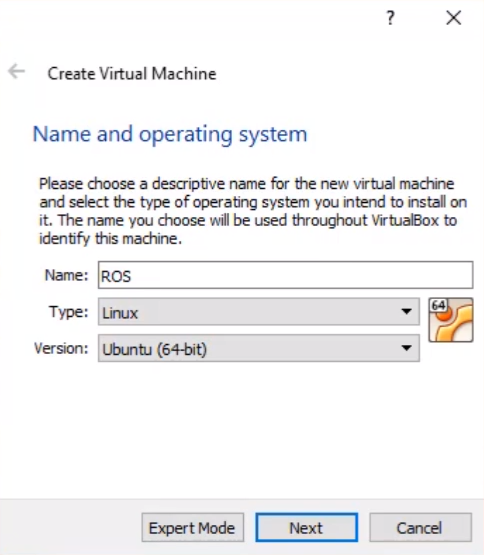 ?
Create Virtual Machine
Name and operating system
Please choose a descriptive name for the new virtual machine
and select the type of operating system you intend to install on
it. The name you choose will be used throughout VirtualBox to
identify this machine.
Name: ROS
Type: Linux
64
Version: Ubuntu (64-bit)
Expert Mode Next Cancel